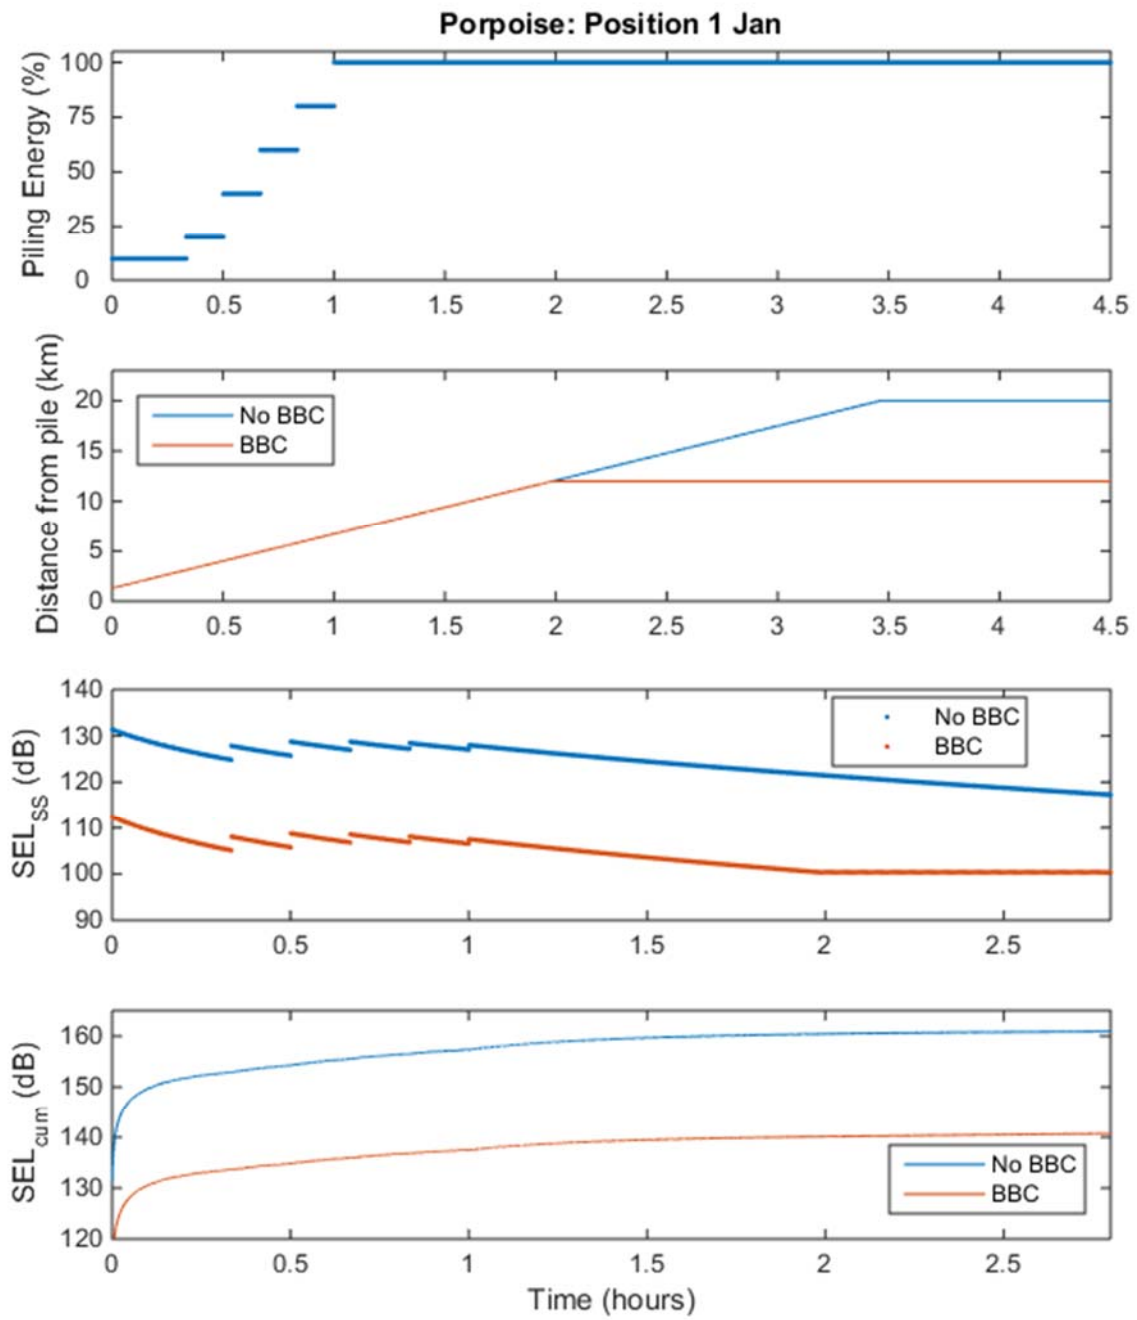 Porpoise: Position 1 Jan
Piling Energy (%)
100
75
50
25
0
0 0.5 1 1.5 2 2.5 3 3.5 4 4.5
Distance from pile (km)
20
15
10
5
0
No BBC
BBC
0 0.5 1 1.5 2 2.5 3 3.5 4 4.5
SELSS (dB)
140
130
120
110
100
90
No BBC
BBC
0 0.5 1 1.5 2 2.5
SELcum (dB)
160
150
140
130
120
No BBC
BBC
0 0.5 1 1.5 2 2.5
Time (hours)